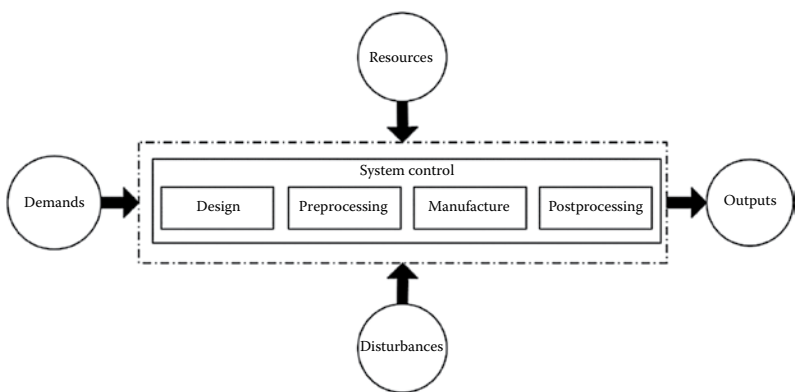 Resources
System control
Demands
Design
Preprocessing
Manufacture
Postprocessing
Outputs
Disturbances